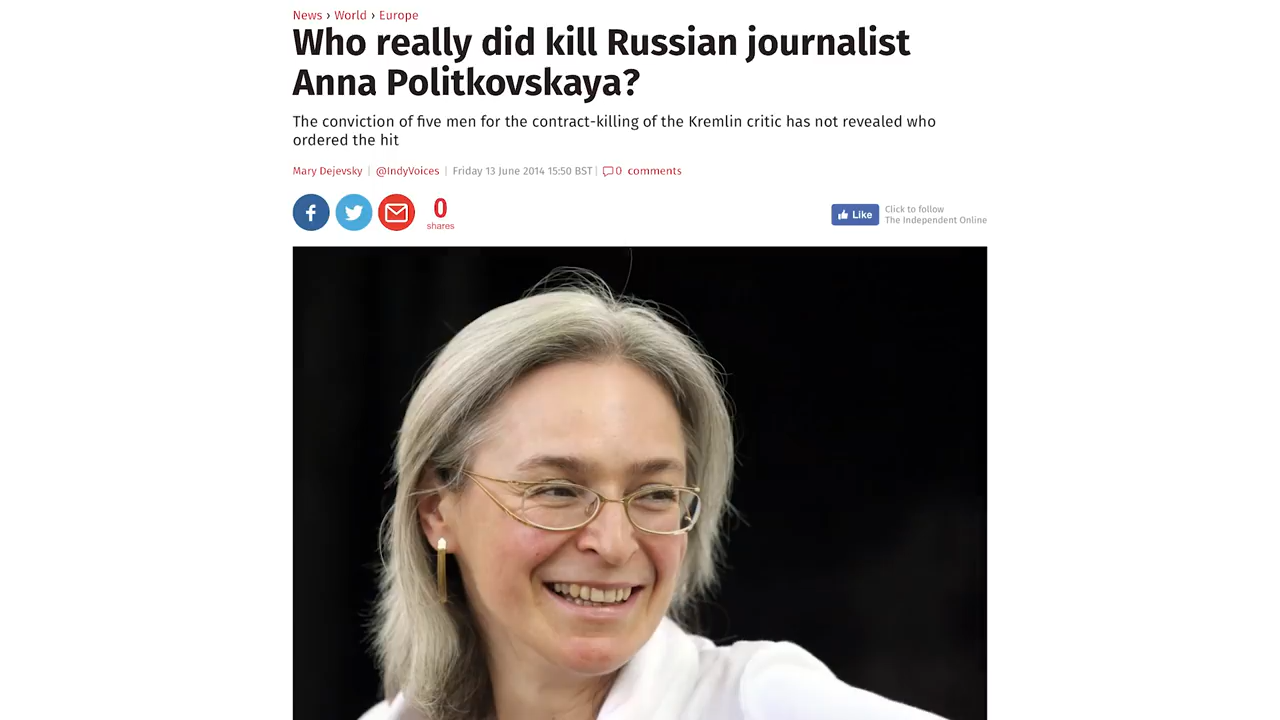 News › World › Europe
Who really did kill Russian journalist
Anna Politkovskaya?
The conviction of five men for the contract-killing of the Kremlin critic has not revealed who
ordered the hit
Mary Dejevsky | @IndyVoices | Friday 13 June 2014 15:50 BST | 0 comments
0
shares
Like
Click to follow
The Independent Online